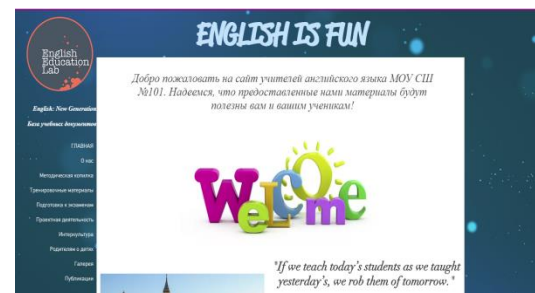 ENGLISH IS FUN
English
Education
Lab
English: New Generation
База учебных документов
ГЛАВНАЯ
О нас
Методическая копилка
Тренировочные материалы
Подготовка к экзаменам
Проектная деятельность
Интеркультура
Родителям о детях
Галерея
Публикации
Добро пожаловать на сайт учителей английского языка МОУ СШ
№101. Надеемся, что предоставленные нами материалы будут
полезны вам и вашим ученикам!
Welcome
"If we teach today's students as we taught
yesterday's, we rob them of tomorrow."